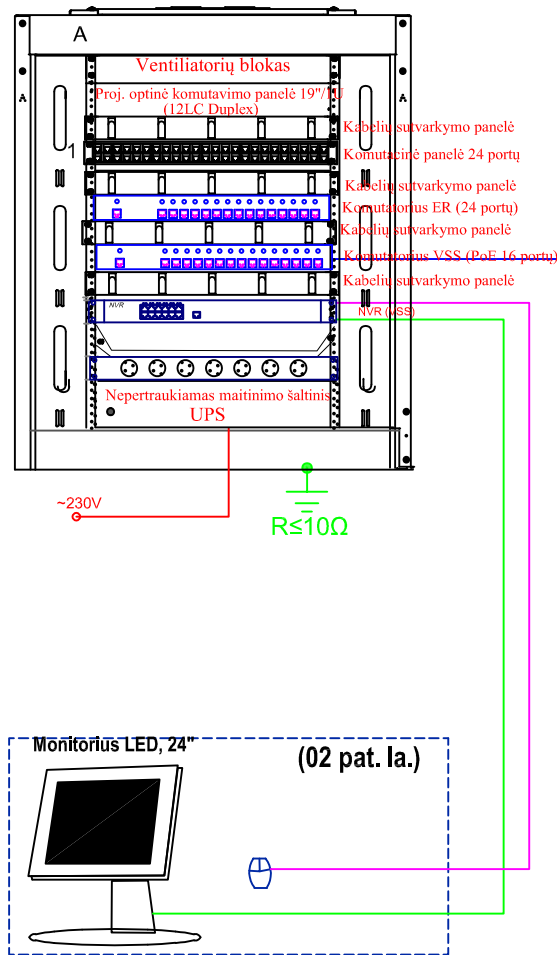 A
Ventiliatorių blokas
Proj. optinė komutavimo panelė 19"/1U
(12LC Duplex)
Kabelių sutvarkymo panelė
1
Komutacinė panelė 24 portų
Kabelių sutvarkymo panelė
Komutatorius ER (24 portų)
Kabelių sutvarkymo panelė
Komutatorius VSS (PoE 16 portų)
Kabelių sutvarkymo panelė
NVR
NVR (VSS)
Nepertraukiamas maitinimo šaltinis
UPS
~230V
R≤10Ω
Monitorius LED, 24"
(02 pat. la.)